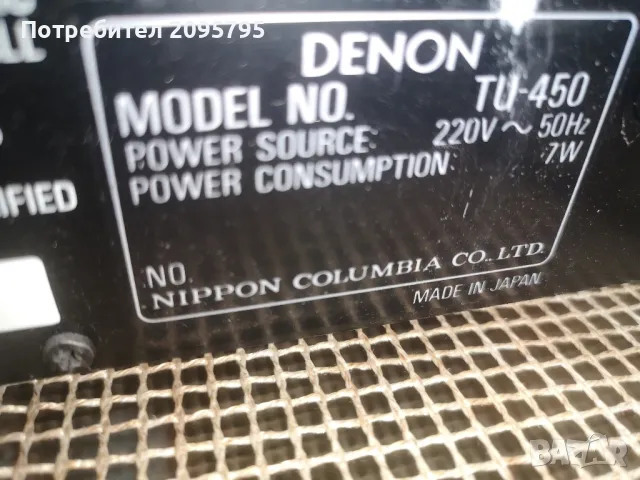 Потребител 2095795
DENON
MODEL NO. TU-450
POWER SOURCE: 220V ~ 50Hz
POWER CONSUMPTION: 7W
IFIED
NO.
NIPPON COLUMBIA CO., LTD.
MADE IN JAPAN
BAZAR